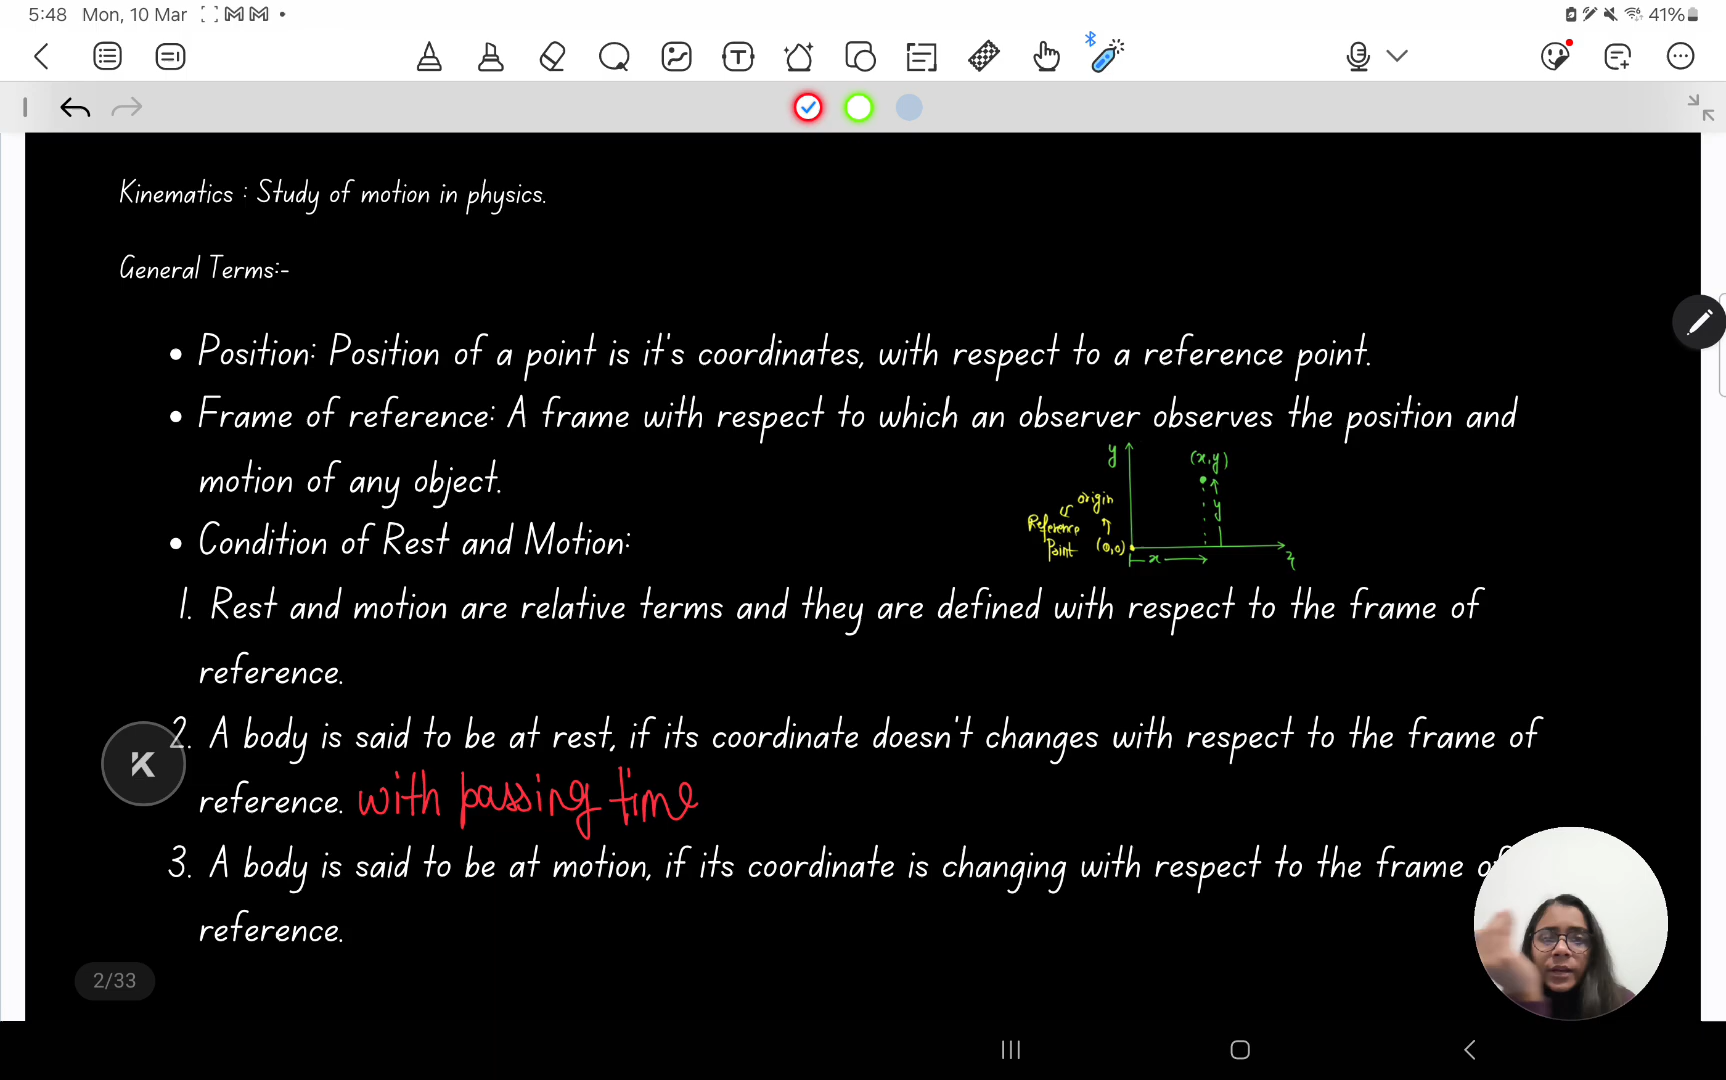 5:48 Mon, 10 Mar
41%
Kinematics : Study of motion in physics.
General Terms:-
• Position: Position of a point is it's coordinates, with respect to a reference point.
• Frame of reference: A frame with respect to which an observer observes the position and
motion of any object.
y
(x,y)
origin
y
Reference
Point
(0,0)
x
• Condition of Rest and Motion:
1. Rest and motion are relative terms and they are defined with respect to the frame of
reference.
2. A body is said to be at rest, if its coordinate doesn't changes with respect to the frame of
reference. with passing time
K
3. A body is said to be at motion, if its coordinate is changing with respect to the frame of
reference.
2/33